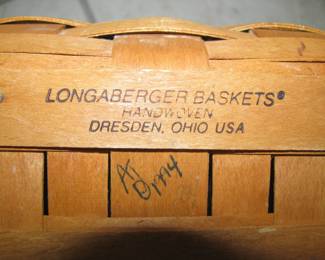 LONGABERGER BASKETS®
HANDWOVEN
DRESDEN, OHIO USA